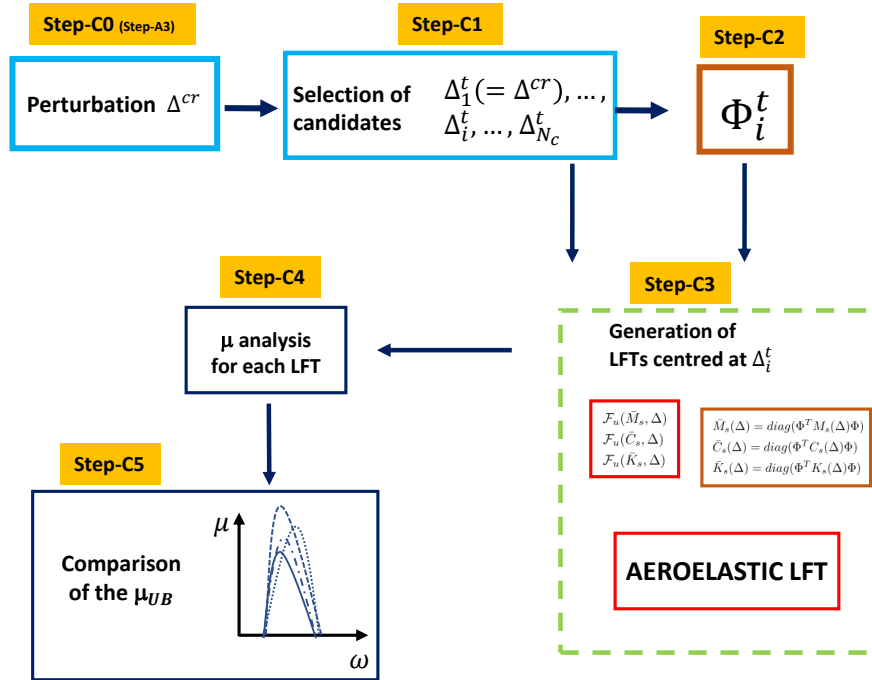 Step-C0 (Step-A3)
Perturbation Δ^cr
Step-C1
Selection of
candidates
Δ₁^t(= Δ^cr), … ,
Δ_i^t, … , Δ_{N_c}^t
Step-C2
Φ_i^t
Step-C3
Generation of
LFTs centred at Δ_i^t
F_u(M̄_s, Δ)
F_u(C̄_s, Δ)
F_u(K̄_s, Δ)
M̄_s(Δ) = diag(Φ^T M_s(Δ)Φ)
C̄_s(Δ) = diag(Φ^T C_s(Δ)Φ)
K̄_s(Δ) = diag(Φ^T K_s(Δ)Φ)
AEROELASTIC LFT
Step-C4
μ analysis
for each LFT
Step-C5
Comparison
of the μ_UB
μ
ω